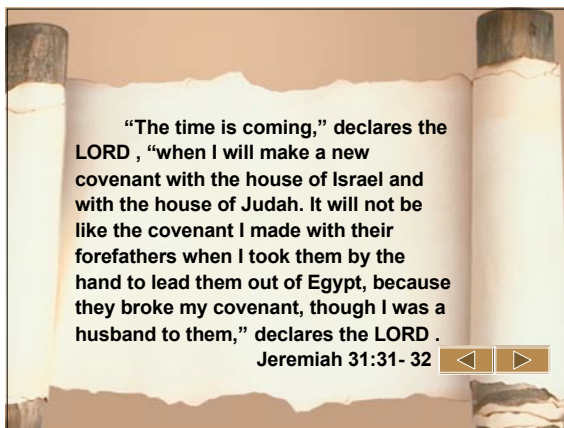 “The time is coming,” declares the
LORD , “when I will make a new
covenant with the house of Israel and
with the house of Judah. It will not be
like the covenant I made with their
forefathers when I took them by the
hand to lead them out of Egypt, because
they broke my covenant, though I was a
husband to them,” declares the LORD .
Jeremiah 31:31- 32